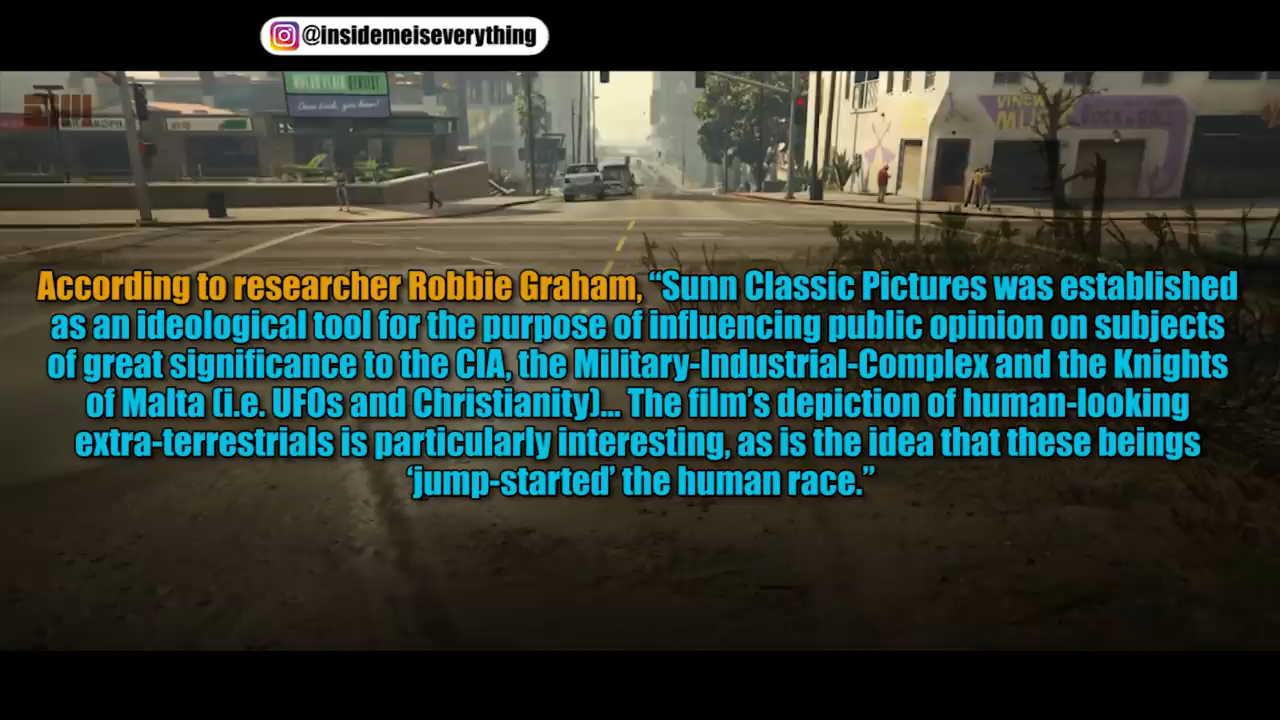 @insidemeiseverything
According to researcher Robbie Graham, “Sunn Classic Pictures was established
as an ideological tool for the purpose of influencing public opinion on subjects
of great significance to the CIA, the Military-Industrial-Complex and the Knights
of Malta (i.e. UFOs and Christianity)... The film’s depiction of human-looking
extra-terrestrials is particularly interesting, as is the idea that these beings
‘jump-started’ the human race.”